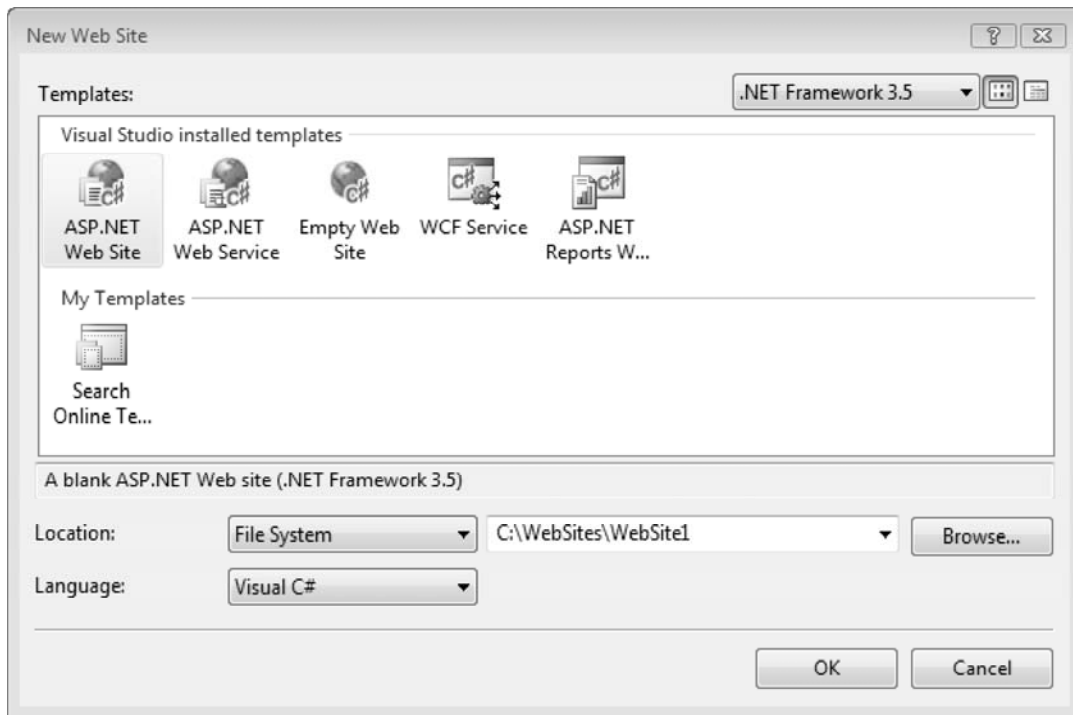 New Web Site
Templates:
.NET Framework 3.5
Visual Studio installed templates
ASP.NET
Web Site
ASP.NET
Web Service
Empty Web
Site
WCF Service
ASP.NET
Reports W...
My Templates
Search
Online Te...
A blank ASP.NET Web site (.NET Framework 3.5)
Location:
File System
C:\WebSites\WebSite1
Browse...
Language:
Visual C#
OK
Cancel